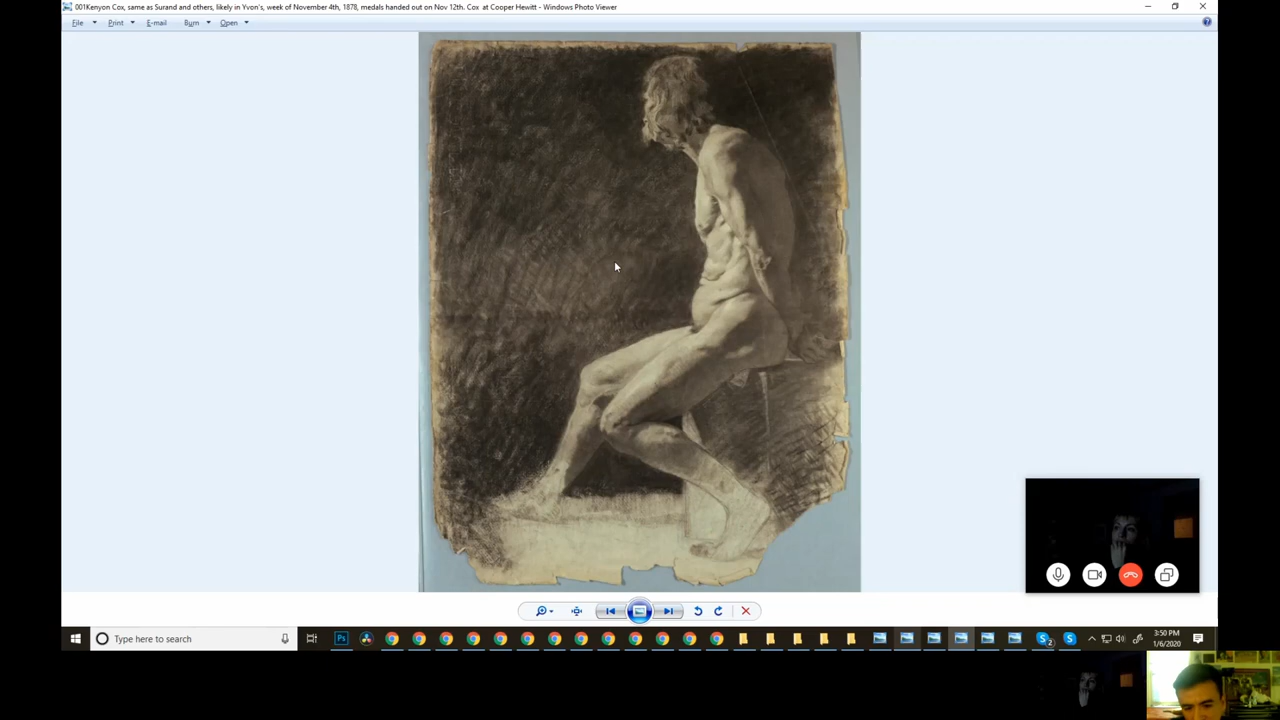 001Kenyon Cox, same as Surand and others, likely in Yvon's, week of November 4th, 1878, medals handed out on Nov 12th. Cox at Cooper Hewitt - Windows Photo Viewer
File Print E-mail Burn Open
Type here to search
Ps
2
3:50 PM
1/6/2020